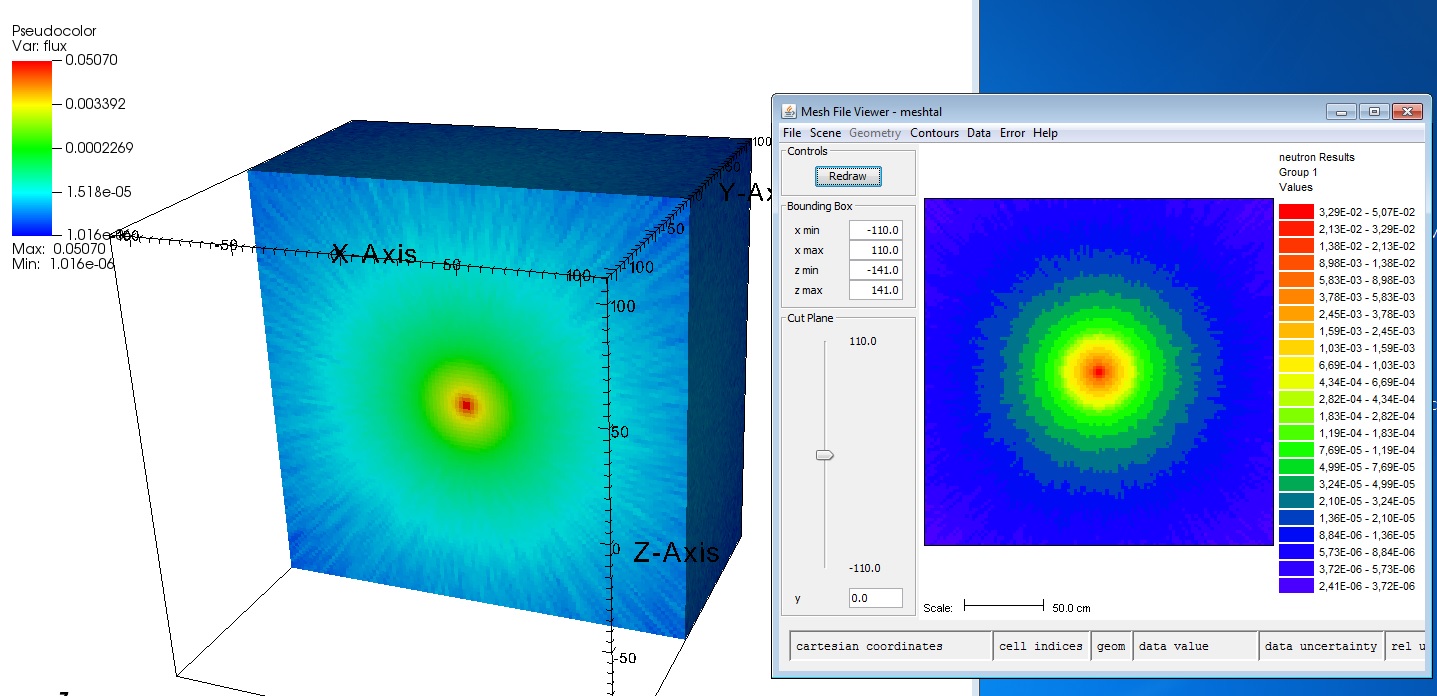 Pseudocolor
Var: flux
0.05070
0.003392
0.0002269
1.518e-05
1.016e
Max: 0.05070
Min: 1.016e-06
-50
X-Axis
50
100
100
Y-A
50
100
100
50
0
Z-Axis
-50
Mesh File Viewer - meshtal
File Scene Geometry Contours Data Error Help
Controls
Redraw
Bounding Box
x min -110.0
x max 110.0
z min -141.0
z max 141.0
Cut Plane
110.0
-110.0
y 0.0
neutron Results
Group 1
Values
3,29E-02 - 5,07E-02
2,13E-02 - 3,29E-02
1,38E-02 - 2,13E-02
8,98E-03 - 1,38E-02
5,83E-03 - 8,98E-03
3,78E-03 - 5,83E-03
2,45E-03 - 3,78E-03
1,59E-03 - 2,45E-03
1,03E-03 - 1,59E-03
6,69E-04 - 1,03E-03
4,34E-04 - 6,69E-04
2,82E-04 - 4,34E-04
1,83E-04 - 2,82E-04
1,19E-04 - 1,83E-04
7,69E-05 - 1,19E-04
4,99E-05 - 7,69E-05
3,24E-05 - 4,99E-05
2,10E-05 - 3,24E-05
1,36E-05 - 2,10E-05
8,84E-06 - 1,36E-05
5,73E-06 - 8,84E-06
3,72E-06 - 5,73E-06
2,41E-06 - 3,72E-06
Scale: 50.0 cm
cartesian coordinates cell indices geom data value data uncertainty rel u